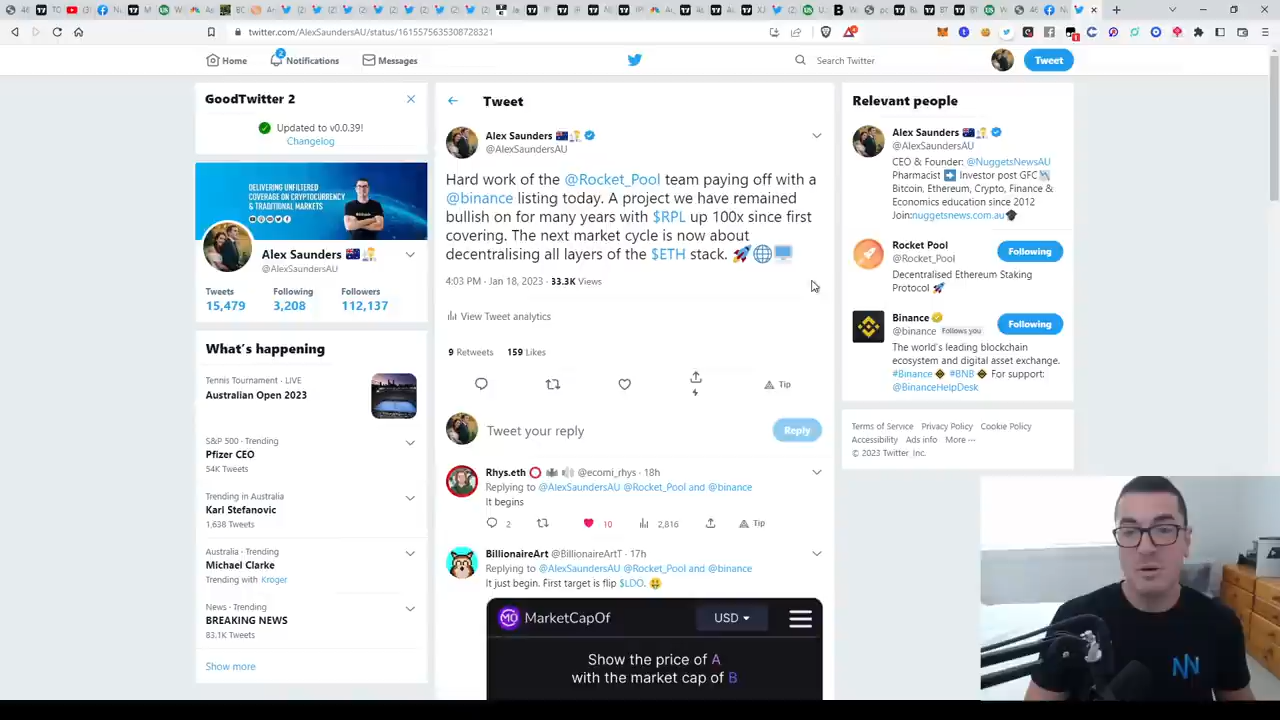 twitter.com/AlexSaundersAU/status/1615575635308728321
Home
2
Notifications
Messages
Search Twitter
Tweet
GoodTwitter 2
Updated to v0.0.39!
Changelog
DELIVERING UNFILTERED
COVERAGE ON CRYPTOCURRENCY
& TRADITIONAL MARKETS
Alex Saunders
@AlexSaundersAU
Tweets Following Followers
15,479 3,208 112,137
What's happening
Tennis Tournament · LIVE
Australian Open 2023
S&P 500 · Trending
Pfizer CEO
54K Tweets
Trending in Australia
Karl Stefanovic
1,638 Tweets
Australia · Trending
Michael Clarke
Trending with Kroger
News · Trending
BREAKING NEWS
83.1K Tweets
Show more
Tweet
Alex Saunders
@AlexSaundersAU
Hard work of the @Rocket_Pool team paying off with a
@binance listing today. A project we have remained
bullish on for many years with $RPL up 100x since first
covering. The next market cycle is now about
decentralising all layers of the $ETH stack. 🚀🌐🖥️
4:03 PM · Jan 18, 2023 · 33.3K Views
View Tweet analytics
9 Retweets 159 Likes
Tip
Tweet your reply
Reply
Rhys.eth @ecomi_rhys · 18h
Replying to @AlexSaundersAU @Rocket_Pool and @binance
It begins
2 10 2,816 Tip
BillionaireArt @BillionaireArtT · 17h
Replying to @AlexSaundersAU @Rocket_Pool and @binance
It just begin. First target is flip $LDO. 🤑
MarketCapOf
USD
Show the price of A
with the market cap of B
Relevant people
Alex Saunders
@AlexSaundersAU
CEO & Founder: @NuggetsNewsAU
Pharmacist ➡️ Investor post GFC
Bitcoin, Ethereum, Crypto, Finance &
Economics education since 2012
Join:nuggetsnews.com.au🎓
Rocket Pool
@Rocket_Pool
Following
Decentralised Ethereum Staking
Protocol 🚀
Binance
@binance Follows you
Following
The world's leading blockchain
ecosystem and digital asset exchange.
#Binance #BNB For support:
@BinanceHelpDesk
Terms of Service Privacy Policy Cookie Policy
Accessibility Ads info More ···
© 2023 Twitter Inc.